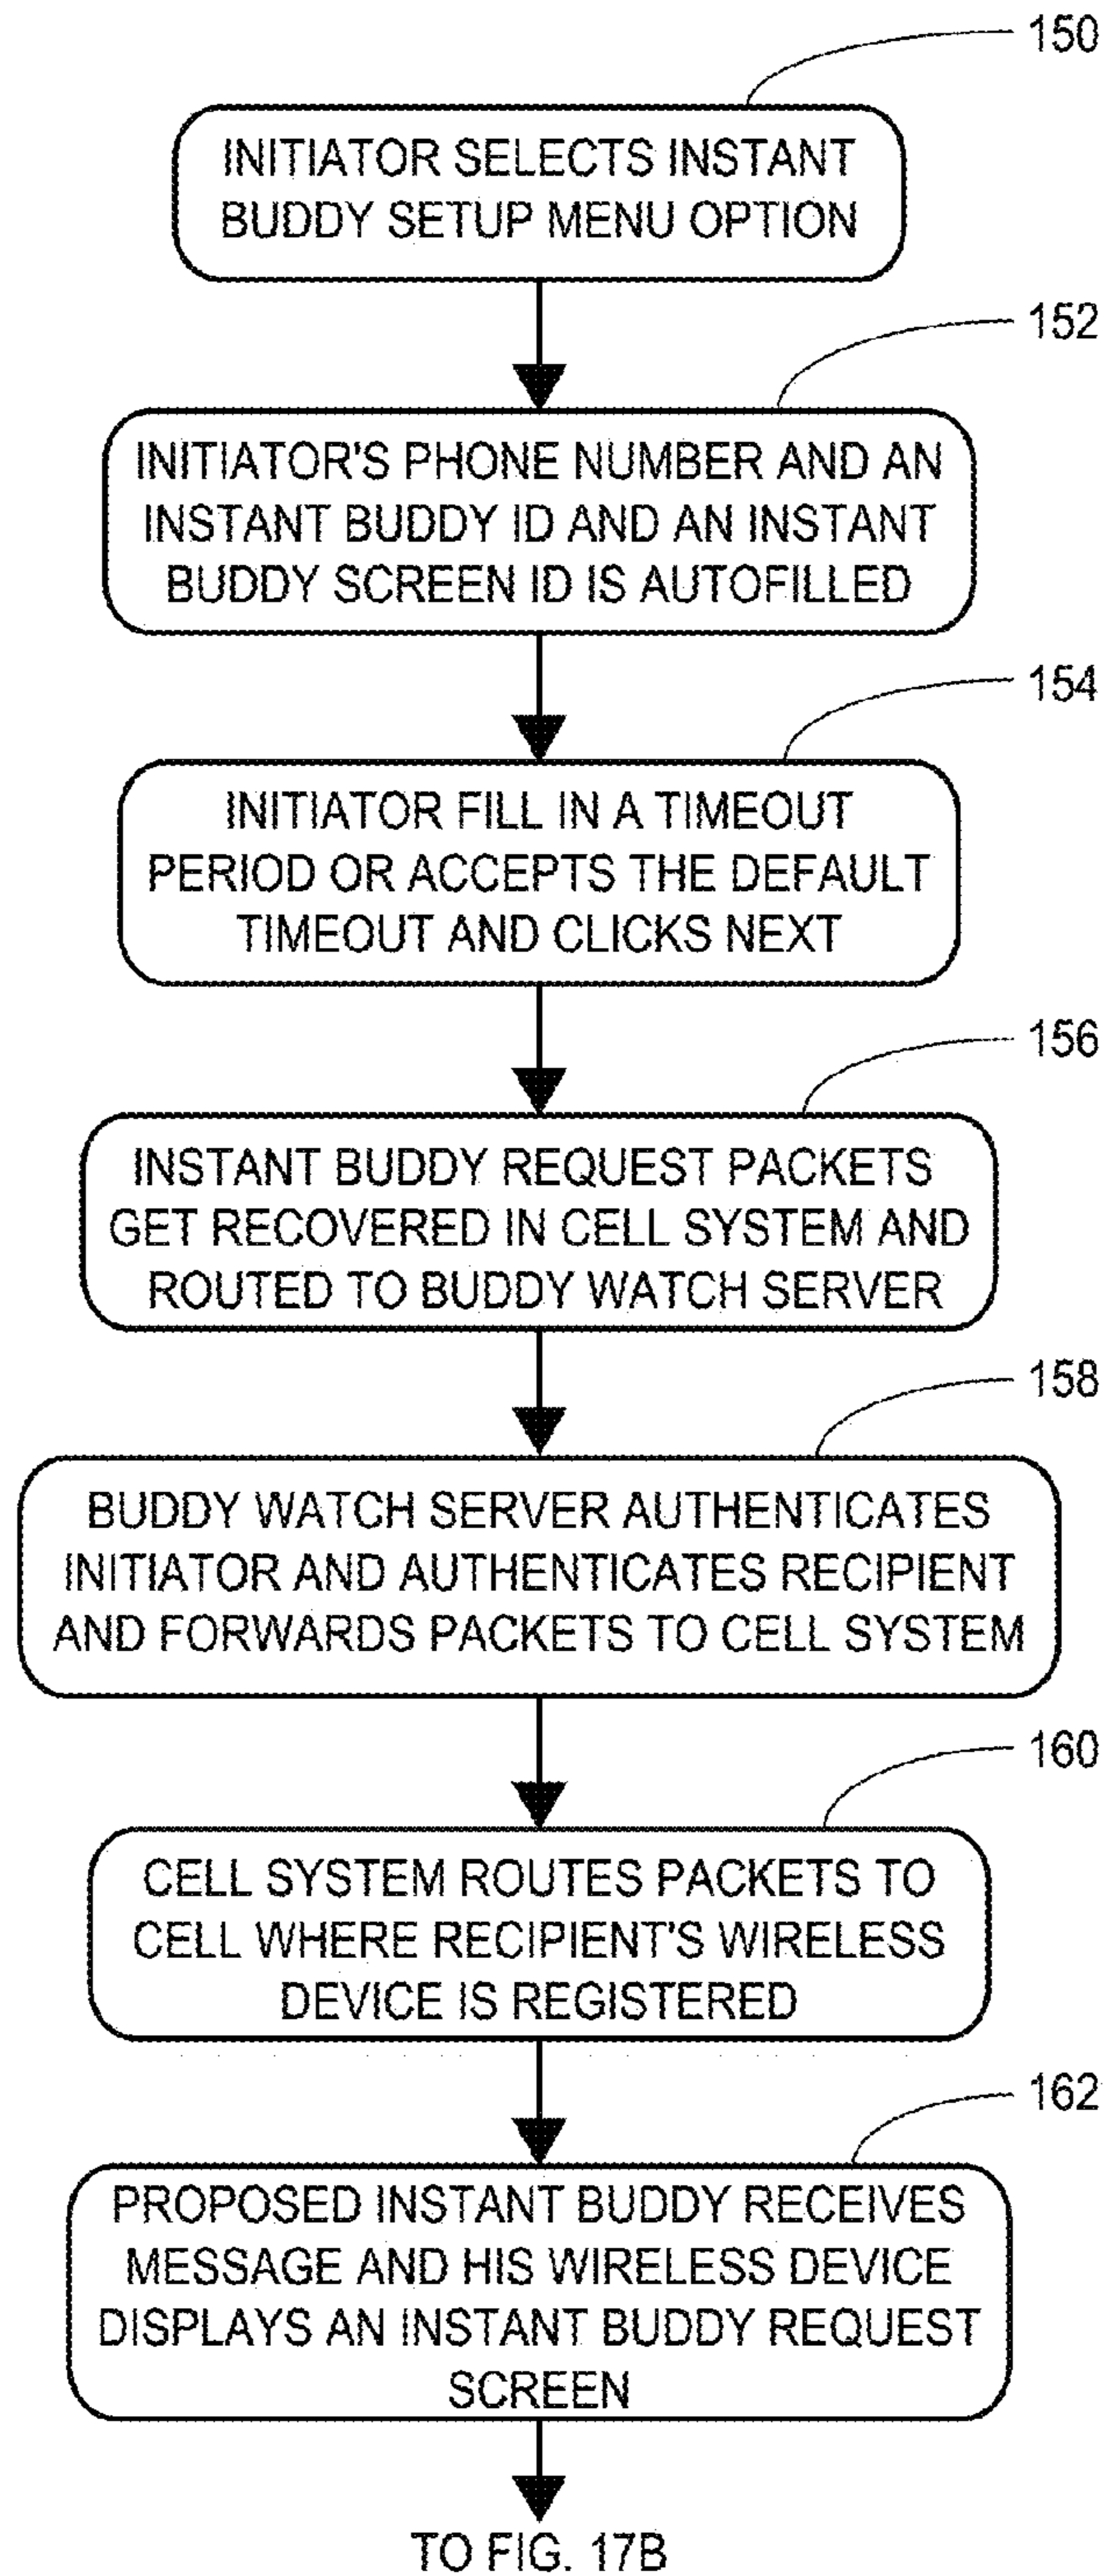 150
INITIATOR SELECTS INSTANT
BUDDY SETUP MENU OPTION
152
INITIATOR'S PHONE NUMBER AND AN
INSTANT BUDDY ID AND AN INSTANT
BUDDY SCREEN ID IS AUTOFILLED
154
INITIATOR FILL IN A TIMEOUT
PERIOD OR ACCEPTS THE DEFAULT
TIMEOUT AND CLICKS NEXT
156
INSTANT BUDDY REQUEST PACKETS
GET RECOVERED IN CELL SYSTEM AND
ROUTED TO BUDDY WATCH SERVER
158
BUDDY WATCH SERVER AUTHENTICATES
INITIATOR AND AUTHENTICATES RECIPIENT
AND FORWARDS PACKETS TO CELL SYSTEM
160
CELL SYSTEM ROUTES PACKETS TO
CELL WHERE RECIPIENT'S WIRELESS
DEVICE IS REGISTERED
162
PROPOSED INSTANT BUDDY RECEIVES
MESSAGE AND HIS WIRELESS DEVICE
DISPLAYS AN INSTANT BUDDY REQUEST
SCREEN
TO FIG. 17B